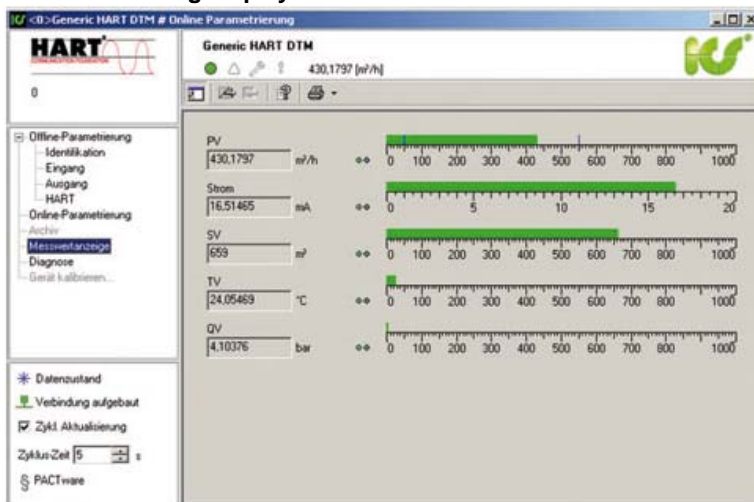 <0>Generic HART DTM # Online Parametrierung
HART
COMMUNICATION FOUNDATION
0
Generic HART DTM
430,1797 [m³/h]
ICS
Offline-Parametrierung
Identifikation
Eingang
Ausgang
HART
Online-Parametrierung
Archiv
Messwertanzeige
Diagnose
Gerät kalibrieren...
PV
430,1797 m³/h
0 100 200 300 400 500 600 700 800 1000
Strom
16,51465 mA
0 5 10 15 20
SV
659 m³
0 100 200 300 400 500 600 700 800 1000
TV
24,05469 °C
0 100 200 300 400 500 600 700 800 1000
QV
4,10376 bar
0 100 200 300 400 500 600 700 800 1000
Datenzustand
Verbindung aufgebaut
Zykl. Aktualisierung
Zyklus-Zeit 5 s
PACTware